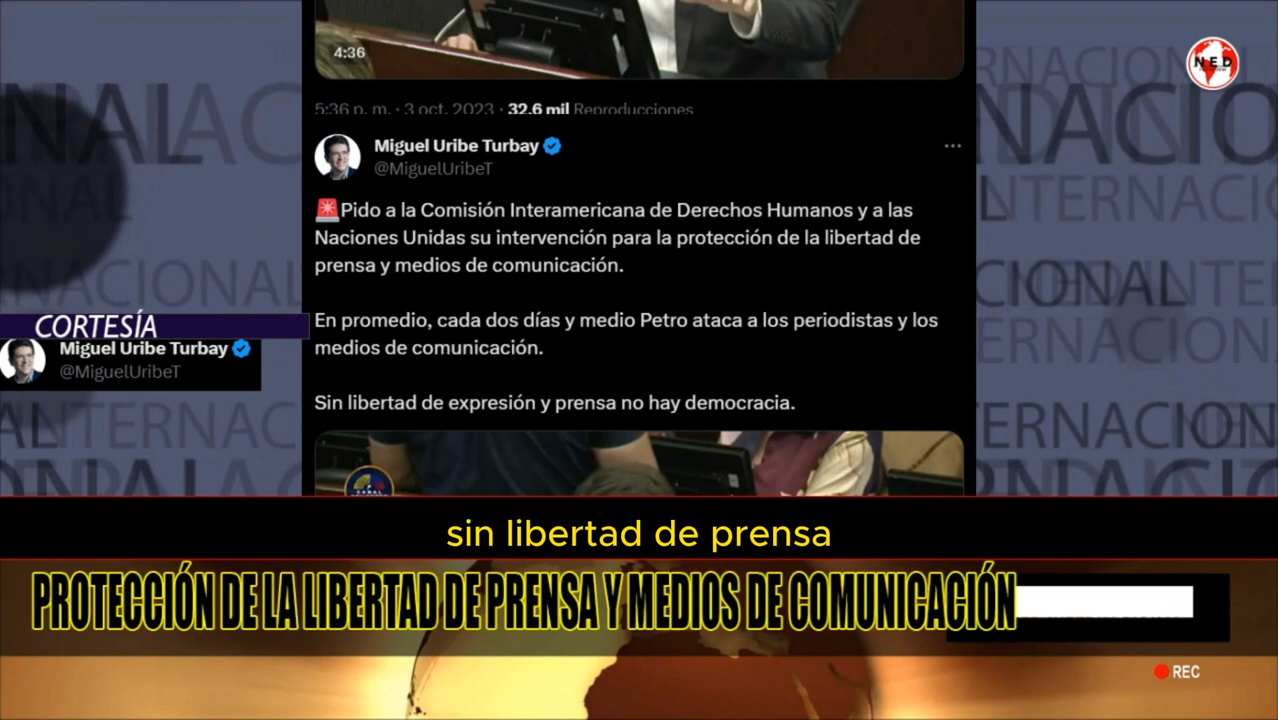 4:36
NED
5:36 p. m. · 3 oct. 2023 · 32,6 mil Reproducciones
Miguel Uribe Turbay
@MiguelUribeT
🚨Pido a la Comisión Interamericana de Derechos Humanos y a las
Naciones Unidas su intervención para la protección de la libertad de
prensa y medios de comunicación.
En promedio, cada dos días y medio Petro ataca a los periodistas y los
medios de comunicación.
Sin libertad de expresión y prensa no hay democracia.
CORTESÍA
Miguel Uribe Turbay
@MiguelUribeT
CANAL
sin libertad de prensa
PROTECCIÓN DE LA LIBERTAD DE PRENSA Y MEDIOS DE COMUNICACIÓN
REC